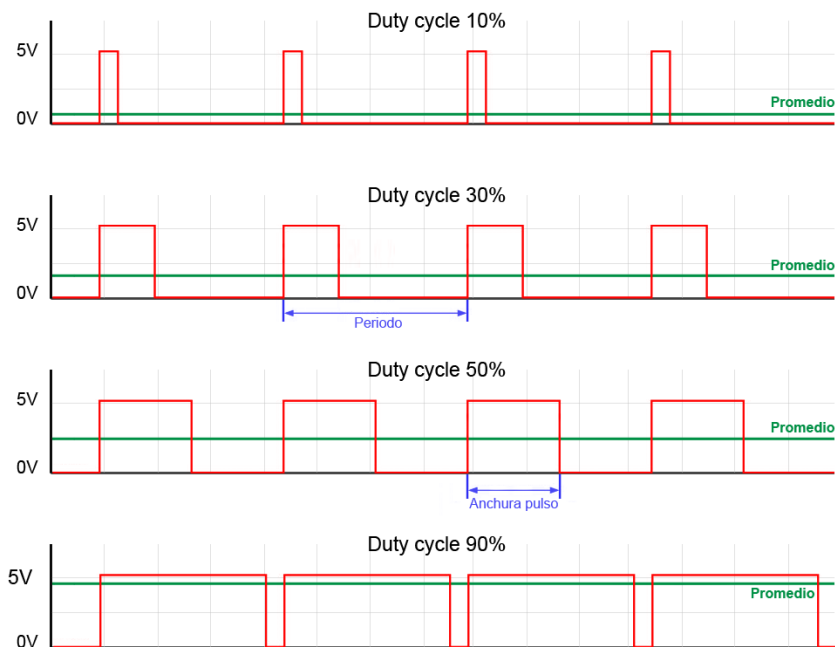 Duty cycle 10%
5V
Promedio
0V
Duty cycle 30%
5V
Promedio
0V
Periodo
Duty cycle 50%
5V
Promedio
0V
Anchura pulso
Duty cycle 90%
5V
Promedio
0V